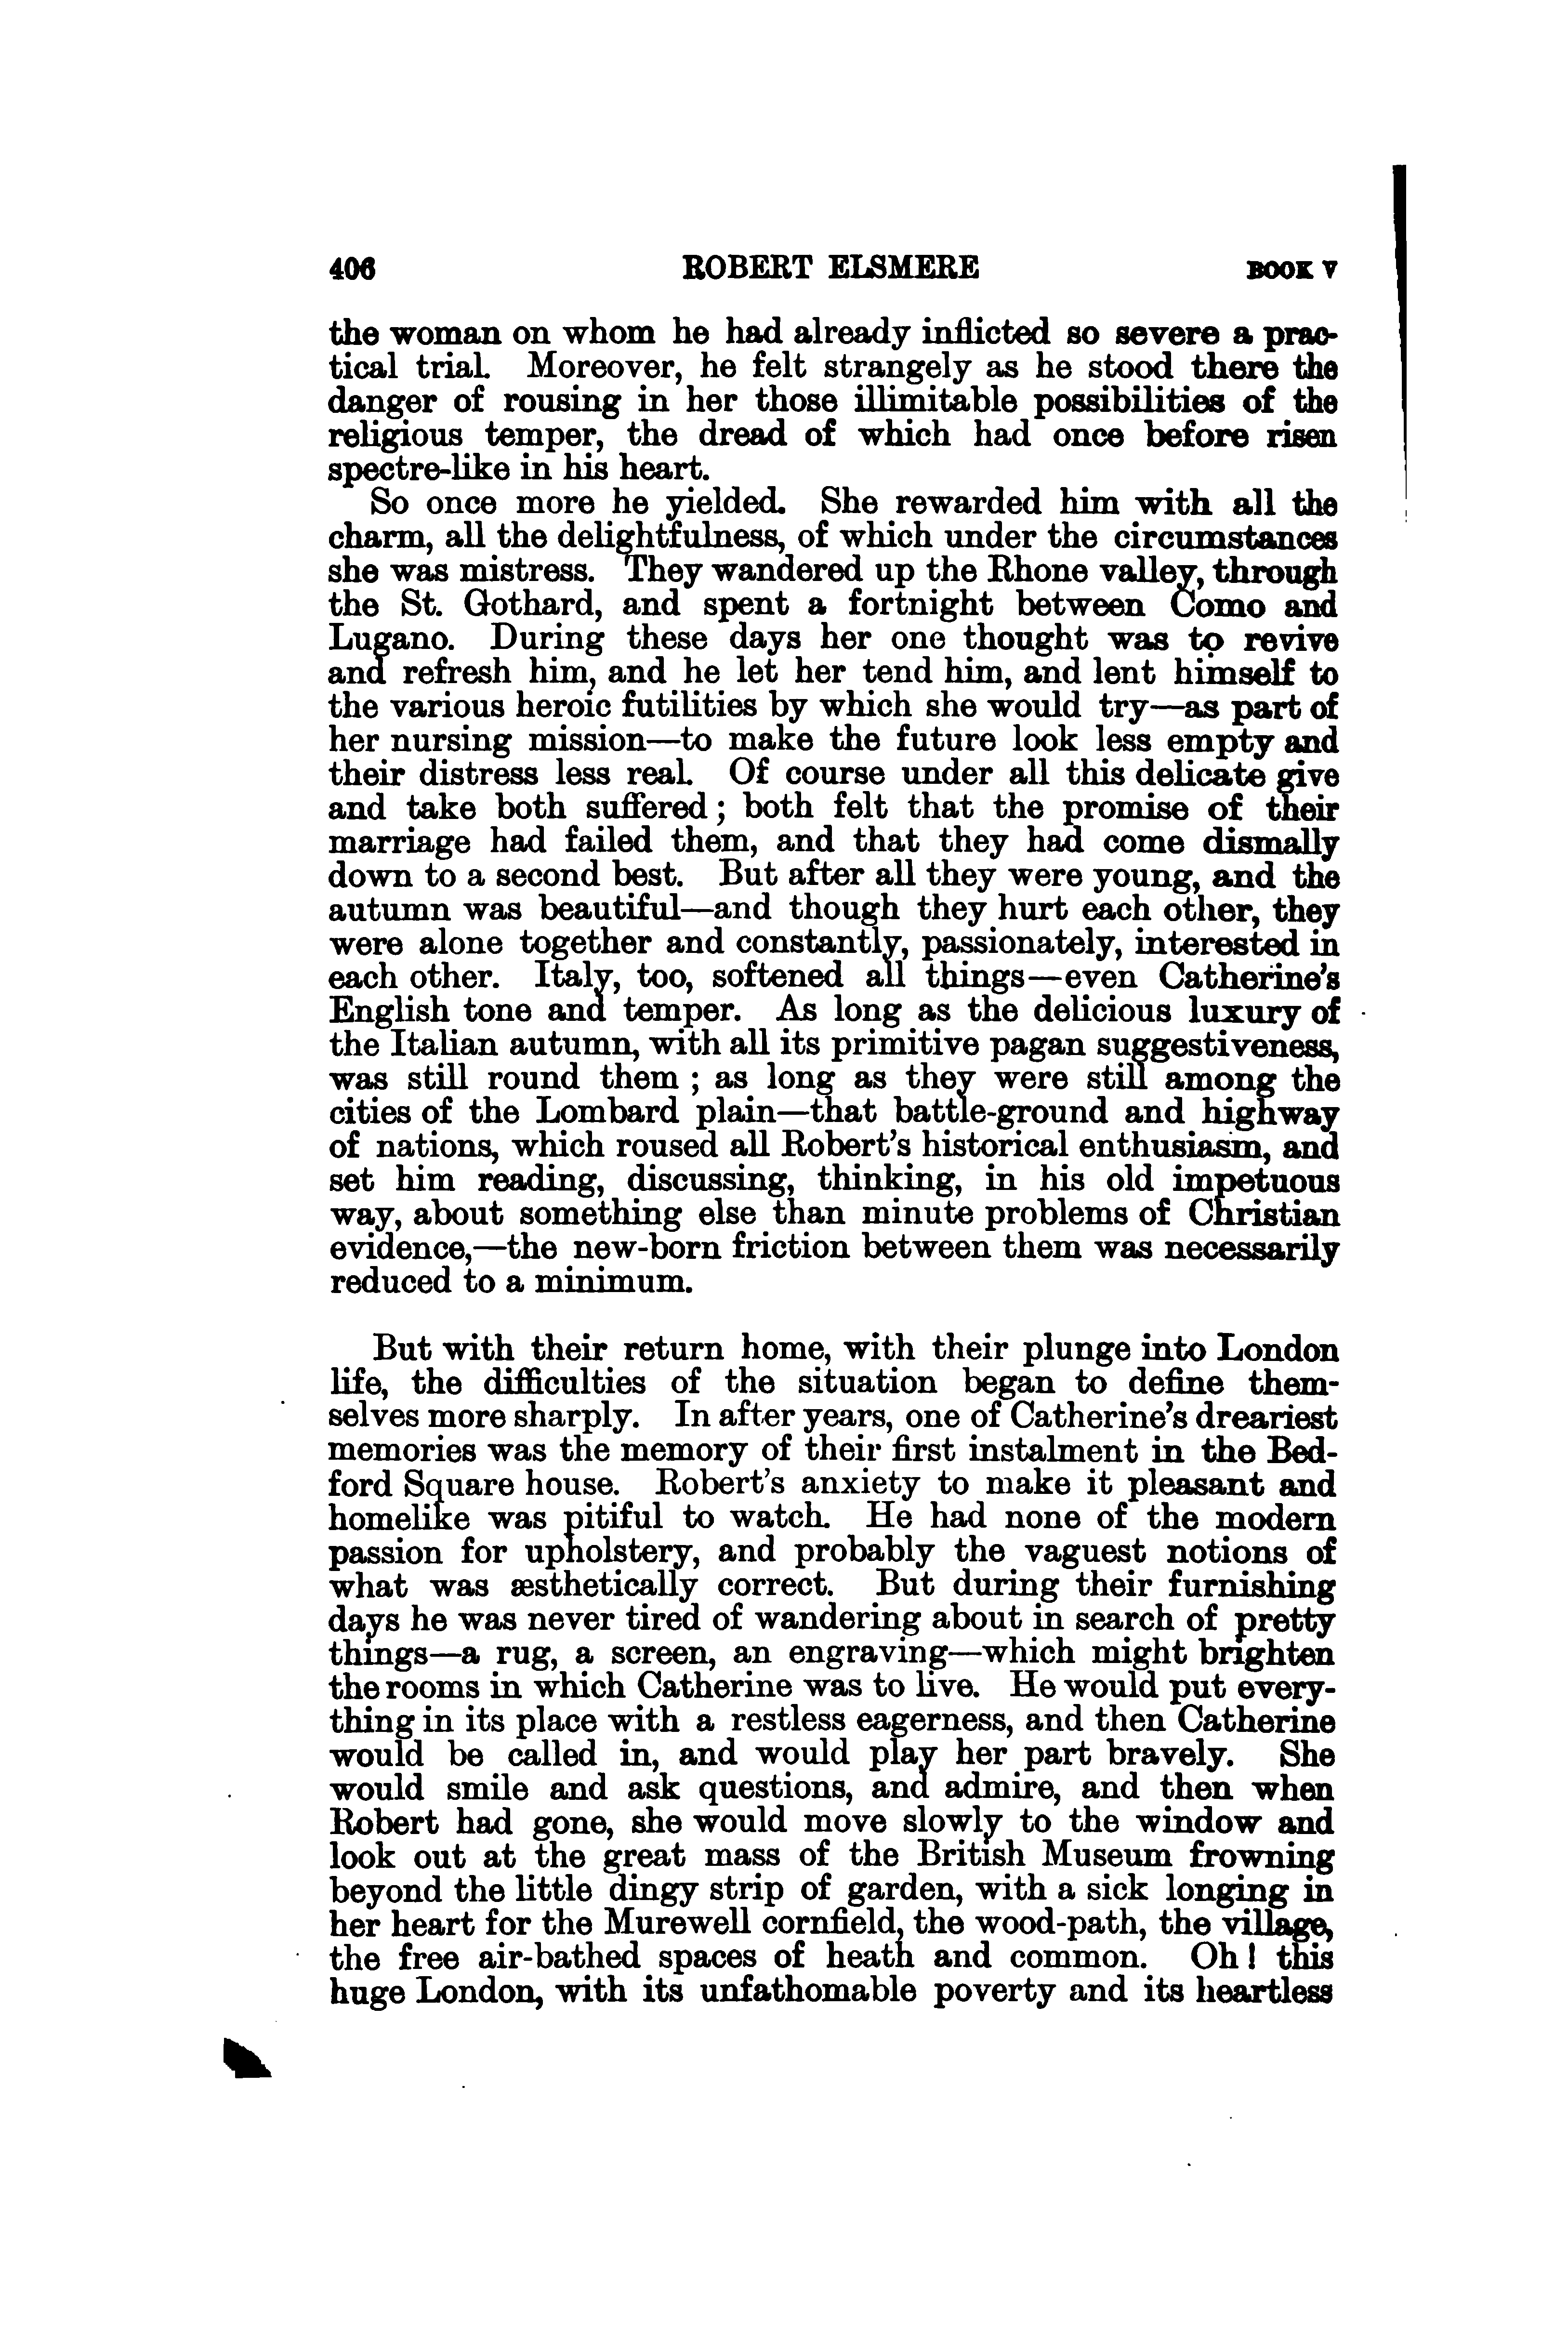 406 ROBERT ELSMERE BOOK V
the woman on whom he had already inflicted so severe a prac-
tical trial. Moreover, he felt strangely as he stood there the
danger of rousing in her those illimitable possibilities of the
religious temper, the dread of which had once before risen
spectre-like in his heart.
So once more he yielded. She rewarded him with all the
charm, all the delightfulness, of which under the circumstances
she was mistress. They wandered up the Rhone valley, through
the St. Gothard, and spent a fortnight between Como and
Lugano. During these days her one thought was to revive
and refresh him, and he let her tend him, and lent himself to
the various heroic futilities by which she would try—as part of
her nursing mission—to make the future look less empty and
their distress less real. Of course under all this delicate give
and take both suffered; both felt that the promise of their
marriage had failed them, and that they had come dismally
down to a second best. But after all they were young, and the
autumn was beautiful—and though they hurt each other, they
were alone together and constantly, passionately, interested in
each other. Italy, too, softened all things—even Catherine's
English tone and temper. As long as the delicious luxury of
the Italian autumn, with all its primitive pagan suggestiveness,
was still round them; as long as they were still among the
cities of the Lombard plain—that battle-ground and highway
of nations, which roused all Robert's historical enthusiasm, and
set him reading, discussing, thinking, in his old impetuous
way, about something else than minute problems of Christian
evidence,—the new-born friction between them was necessarily
reduced to a minimum.
But with their return home, with their plunge into London
life, the difficulties of the situation began to define them-
selves more sharply. In after years, one of Catherine's dreariest
memories was the memory of their first instalment in the Bed-
ford Square house. Robert's anxiety to make it pleasant and
homelike was pitiful to watch. He had none of the modern
passion for upholstery, and probably the vaguest notions of
what was æsthetically correct. But during their furnishing
days he was never tired of wandering about in search of pretty
things—a rug, a screen, an engraving—which might brighten
the rooms in which Catherine was to live. He would put every-
thing in its place with a restless eagerness, and then Catherine
would be called in, and would play her part bravely. She
would smile and ask questions, and admire, and then when
Robert had gone, she would move slowly to the window and
look out at the great mass of the British Museum frowning
beyond the little dingy strip of garden, with a sick longing in
her heart for the Murewell cornfield, the wood-path, the village,
the free air-bathed spaces of heath and common. Oh! this
huge London, with its unfathomable poverty and its heartless